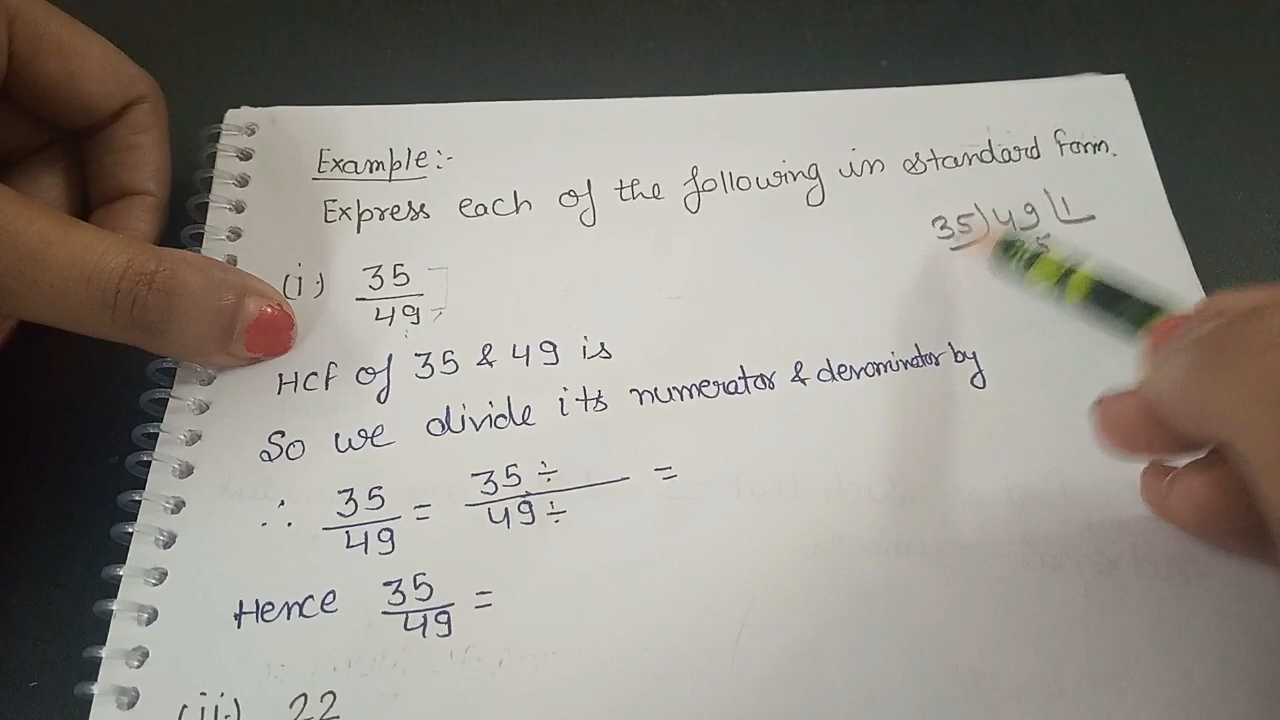 Example:-
Express each of the following in standard form.
35)49(1
5
(i.) 35/49
HCF of 35 & 49 is
So we divide its numerator & denominator by
∴ 35/49 = 35÷/49÷ =
Hence 35/49 =
(ii.) 22